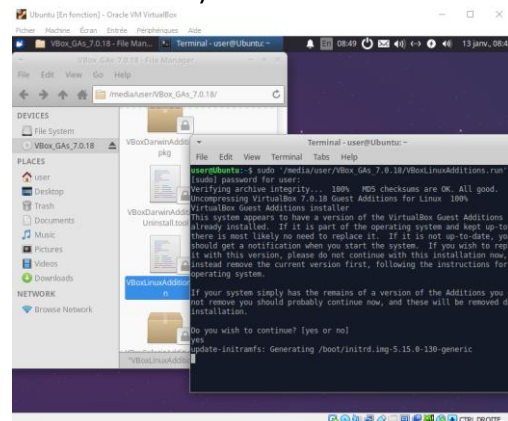 Ubuntu [En fonction] - Oracle VM VirtualBox
Fichier Machine Écran Entrée Périphériques Aide
VBox_GAs_7.0.18 - File Man... Terminal - user@Ubuntu: ~ En 08:49 13 janv., 08:4
VBox_GAs_7.0.18 - File Manager
File Edit View Go Help
/media/user/VBox_GAs_7.0.18/
DEVICES
File System
VBox_GAs_7.0.18
PLACES
user
Desktop
Trash
Documents
Music
Pictures
Videos
Downloads
NETWORK
Browse Network
VBoxDarwinAddit
pkg
VBoxDarwinAddit
Uninstall.too
VBoxLinuxAddition
n
"VBoxLinuxAddit
Terminal - user@Ubuntu: ~
File Edit View Terminal Tabs Help
user@Ubuntu:~$ sudo '/media/user/VBox_GAs_7.0.18/VBoxLinuxAdditions.run'
[sudo] password for user:
Verifying archive integrity... 100% MD5 checksums are OK. All good.
Uncompressing VirtualBox 7.0.18 Guest Additions for Linux 100%
VirtualBox Guest Additions installer
This system appears to have a version of the VirtualBox Guest Additions
already installed. If it is part of the operating system and kept up-to
there is most likely no need to replace it. If it is not up-to-date, yo
should get a notification when you start the system. If you wish to rep
it with this version, please do not continue with this installation now,
instead remove the current version first, following the instructions for
operating system.
If your system simply has the remains of a version of the Additions you
not remove you should probably continue now, and these will be removed d
installation.
Do you wish to continue? [yes or no]
yes
update-initramfs: Generating /boot/initrd.img-5.15.0-130-generic
CTRL DROITE